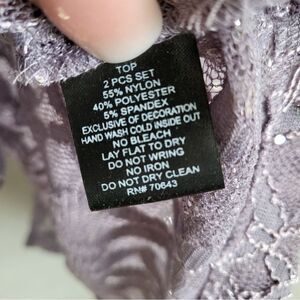 TOP
2 PCS SET
55% NYLON
40% POLYESTER
5% SPANDEX
EXCLUSIVE OF DECORATION
HAND WASH COLD INSIDE OUT
NO BLEACH
LAY FLAT TO DRY
DO NOT WRING
NO IRON
DO NOT DRY CLEAN
RN# 70643